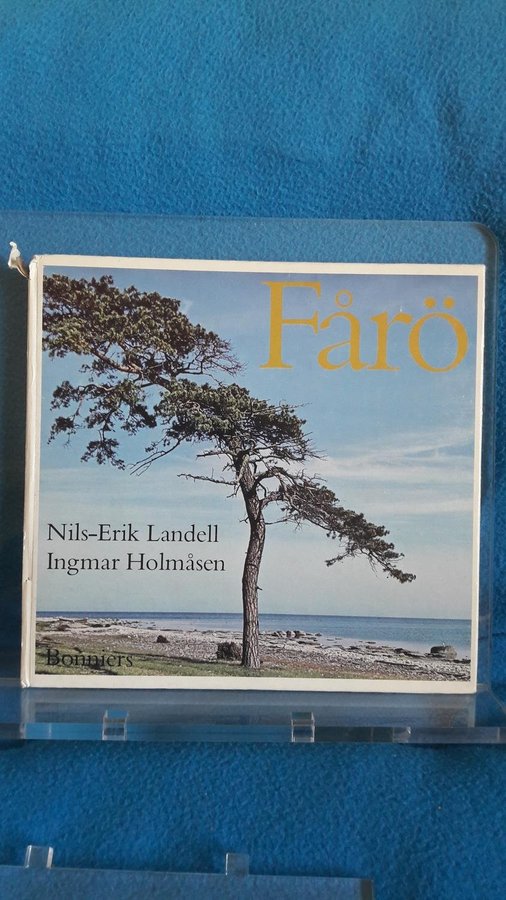 Fårö
Nils-Erik Landell
Ingmar Holmåsen
Bonniers